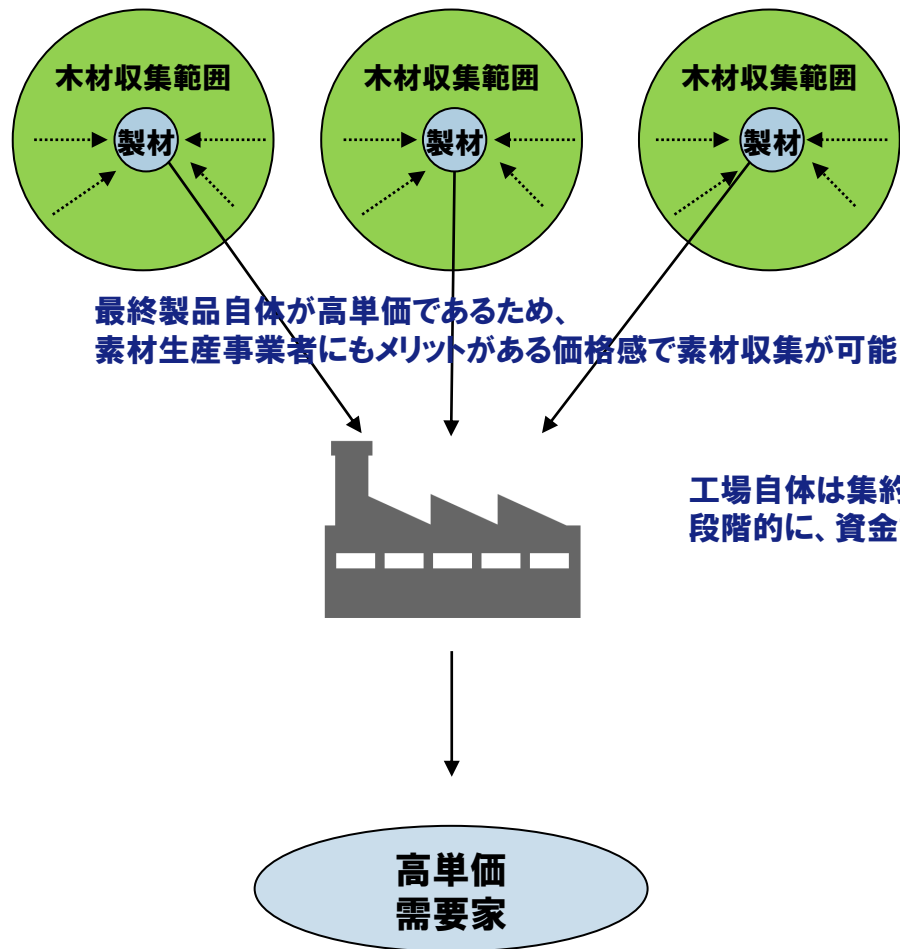 木材収集範囲
木材収集範囲
木材収集範囲
製材
製材
製材
最終製品自体が高単価であるため、
素材生産事業者にもメリットがある価格感で素材収集が可能
工場自体は集約
段階的に、資金
高単価
需要家